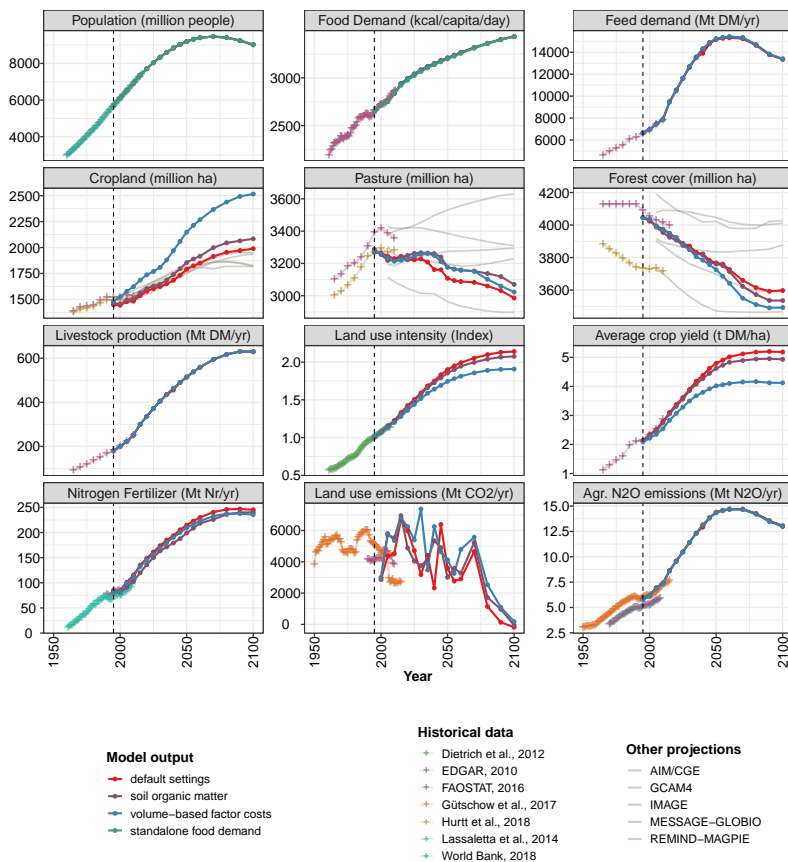 Population (million people)
Food Demand (kcal/capita/day)
Feed demand (Mt DM/yr)
8000
6000
4000
3000
2500
14000
12000
10000
8000
6000
Cropland (million ha)
Pasture (million ha)
Forest cover (million ha)
2500
2250
2000
1750
1500
3600
3400
3200
3000
4200
4000
3800
3600
Livestock production (Mt DM/yr)
Land use intensity (Index)
Average crop yield (t DM/ha)
600
400
200
2.0
1.5
1.0
0.5
5
4
3
2
1
Nitrogen Fertilizer (Mt Nr/yr)
Land use emissions (Mt CO2/yr)
Agr. N2O emissions (Mt N2O/yr)
250
200
150
100
50
0
6000
4000
2000
0
15.0
12.5
10.0
7.5
5.0
2.5
1950
2000
2050
2100
1950
2000
2050
2100
1950
2000
2050
2100
Year
Model output
default settings
soil organic matter
volume−based factor costs
standalone food demand
Historical data
Dietrich et al., 2012
EDGAR, 2010
FAOSTAT, 2016
Gütschow et al., 2017
Hurtt et al., 2018
Lassaletta et al., 2014
World Bank, 2018
Other projections
AIM/CGE
GCAM4
IMAGE
MESSAGE−GLOBIO
REMIND−MAGPIE